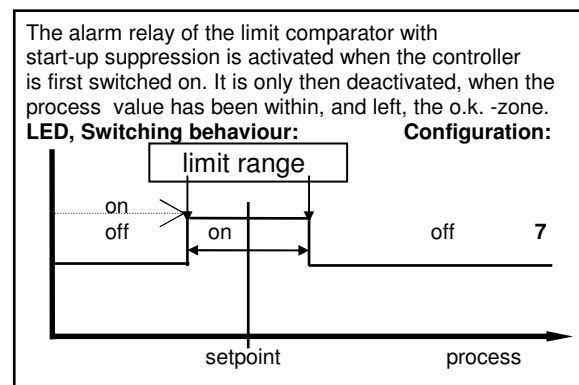 The alarm relay of the limit comparator with
start-up suppression is activated when the controller
is first switched on. It is only then deactivated, when the
process value has been within, and left, the o.k. -zone.
LED, Switching behaviour: Configuration:
limit range
on
off on off 7
setpoint process